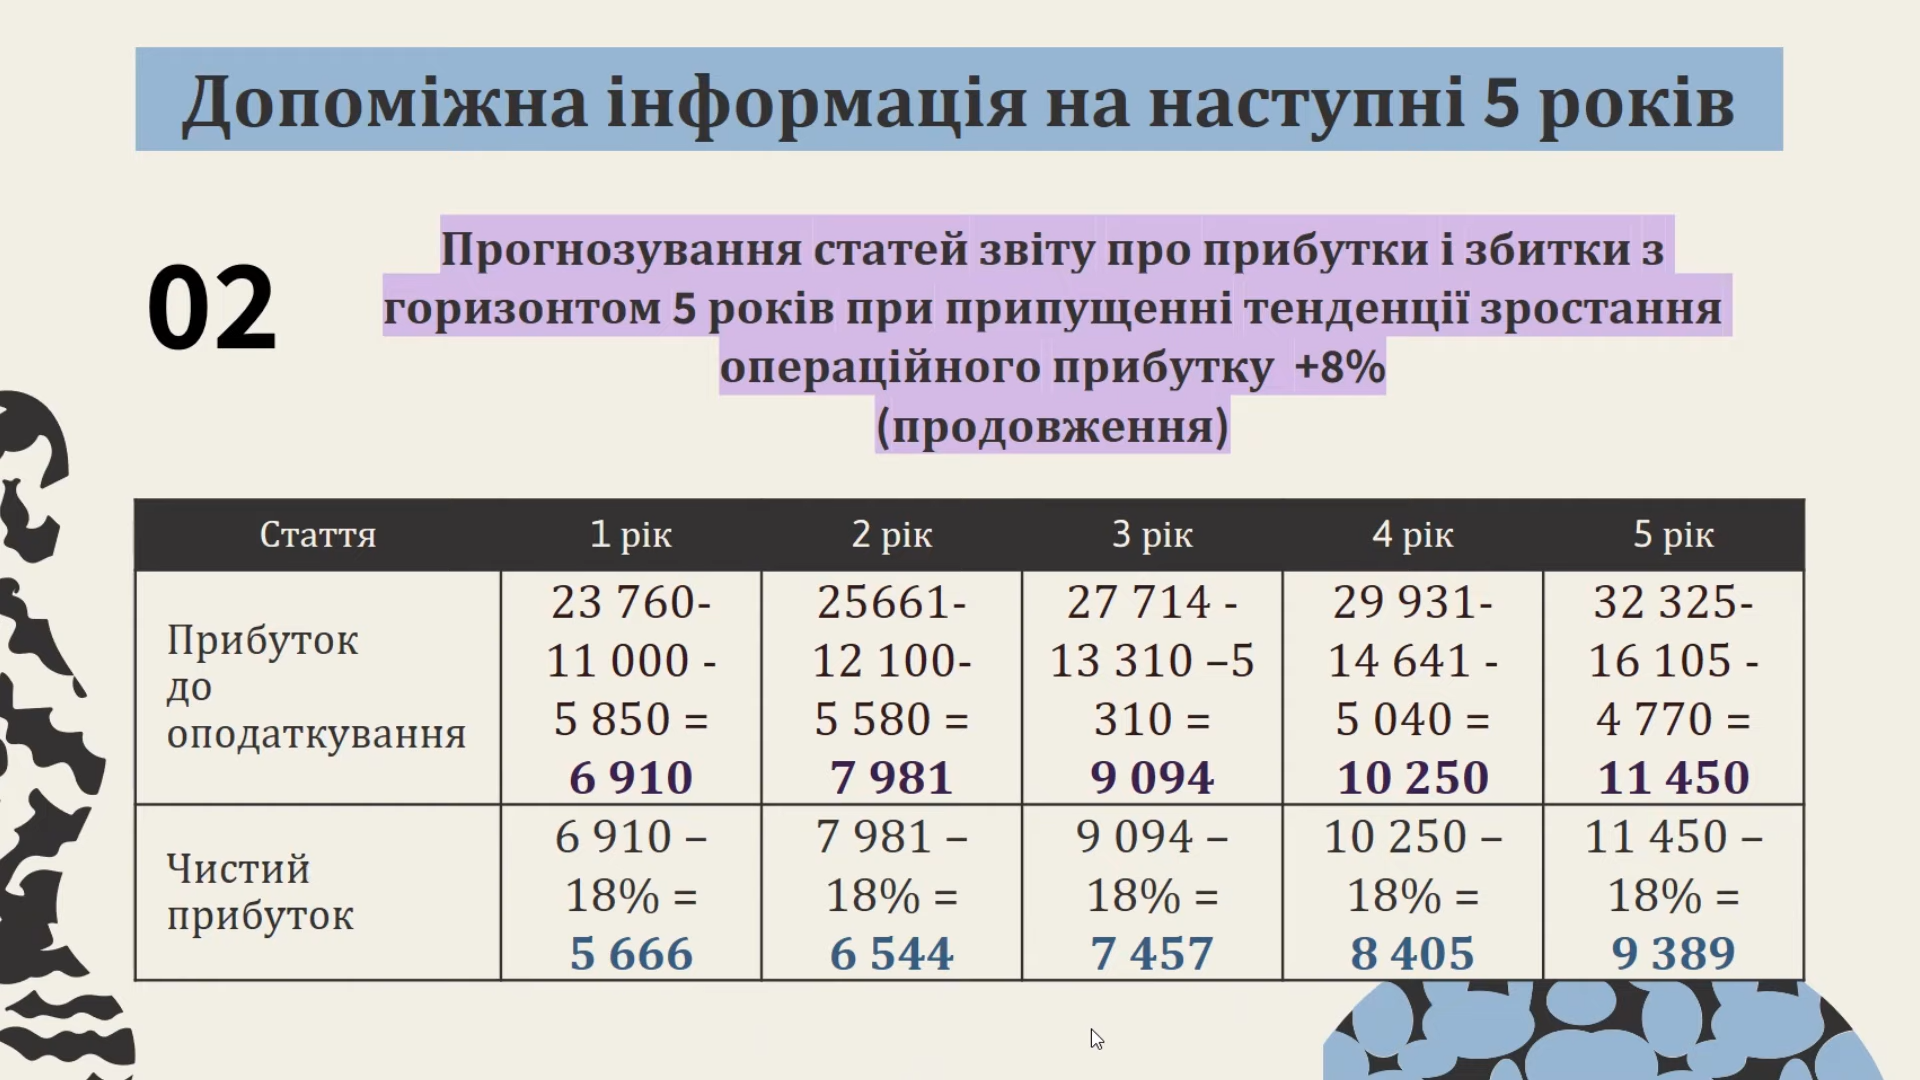 Допоміжна інформація на наступні 5 років
02
Прогнозування статей звіту про прибутки і збитки з
горизонтом 5 років при припущенні тенденції зростання
операційного прибутку +8%
(продовження)
Стаття 1 рік 2 рік 3 рік 4 рік 5 рік
Прибуток
до
оподаткування
23 760-
11 000 -
5 850 =
6 910
25661-
12 100-
5 580 =
7 981
27 714 -
13 310 –5
310 =
9 094
29 931-
14 641 -
5 040 =
10 250
32 325-
16 105 -
4 770 =
11 450
Чистий
прибуток
6 910 –
18% =
5 666
7 981 –
18% =
6 544
9 094 –
18% =
7 457
10 250 –
18% =
8 405
11 450 –
18% =
9 389